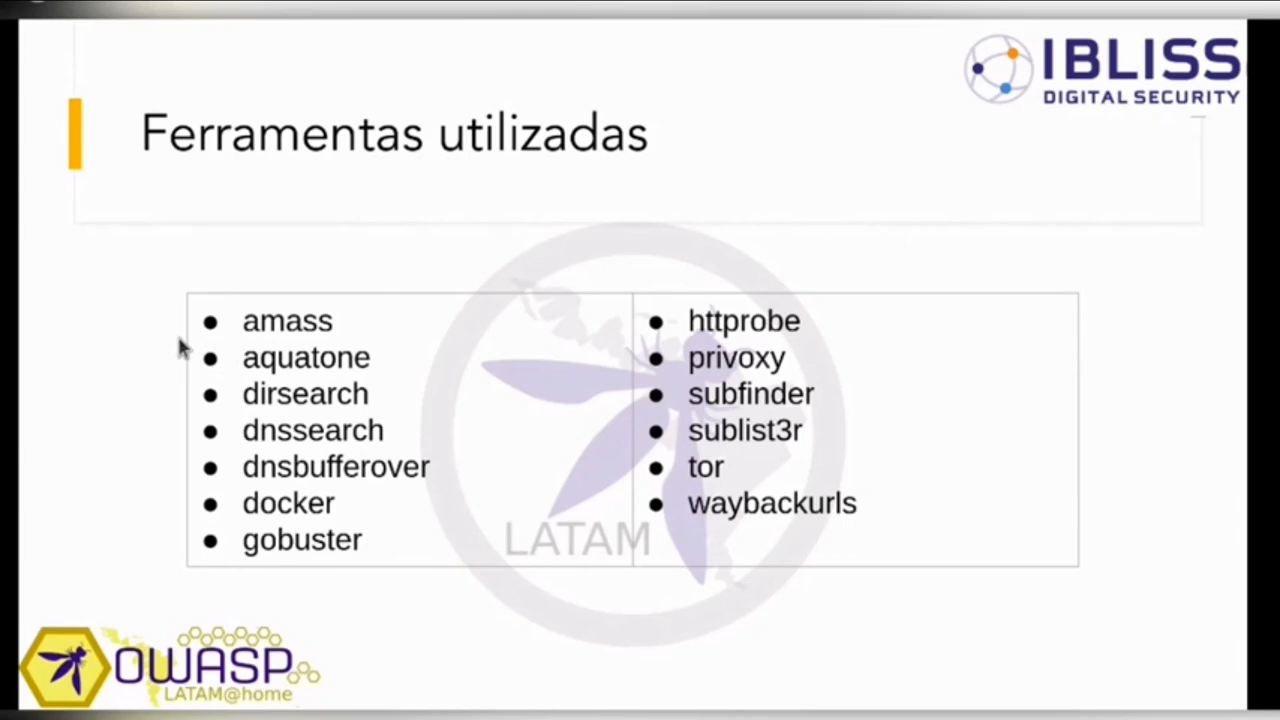 IBLISS
DIGITAL SECURITY
Ferramentas utilizadas
amass
aquatone
dirsearch
dnssearch
dnsbufferover
docker
gobuster
httprobe
privoxy
subfinder
sublist3r
tor
waybackurls
LATAM
OWASP
LATAM@home